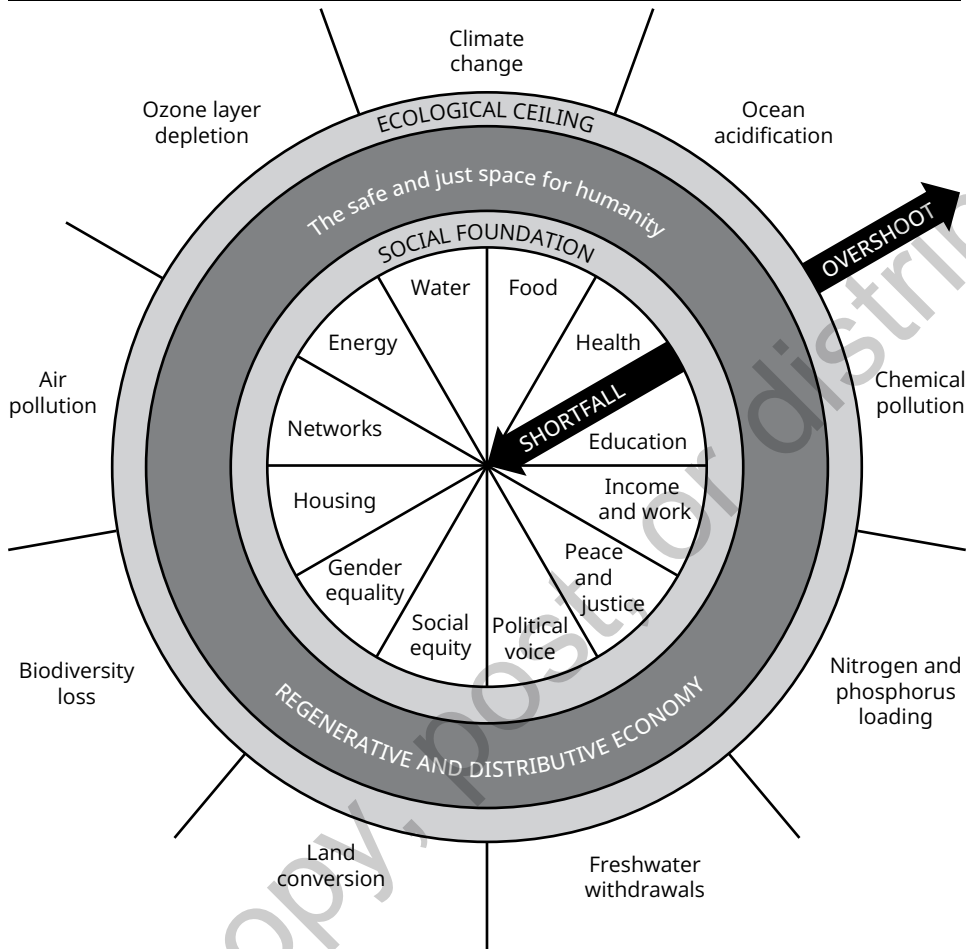 Climate
change
Ozone layer
depletion
Ocean
acidification
ECOLOGICAL CEILING
The safe and just space for humanity
OVERSHOOT
SOCIAL FOUNDATION
Water
Food
Energy
Health
Air
pollution
Chemical
pollution
SHORTFALL
Networks
Education
Housing
Income
and work
Gender
equality
Peace
and
justice
Social
equity
Political
voice
Biodiversity
loss
Nitrogen and
phosphorus
loading
REGENERATIVE AND DISTRIBUTIVE ECONOMY
Land
conversion
Freshwater
withdrawals
post, or